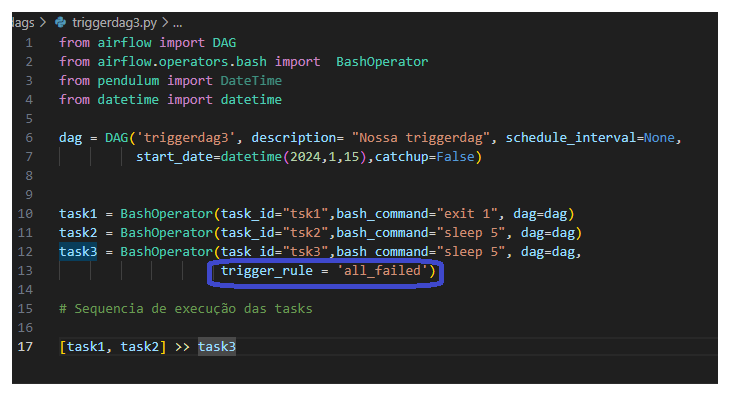 dags > triggerdag3.py > ...
1 from airflow import DAG
2 from airflow.operators.bash import  BashOperator
3 from pendulum import DateTime
4 from datetime import datetime
5
6 dag = DAG('triggerdag3', description= "Nossa triggerdag", schedule_interval=None,
7           start_date=datetime(2024,1,15),catchup=False)
8
9
10 task1 = BashOperator(task_id="tsk1",bash_command="exit 1", dag=dag)
11 task2 = BashOperator(task_id="tsk2",bash_command="sleep 5", dag=dag)
12 task3 = BashOperator(task_id="tsk3",bash_command="sleep 5", dag=dag,
13                      trigger_rule = 'all_failed')
14
15 # Sequencia de execução das tasks
16
17 [task1, task2] >> task3